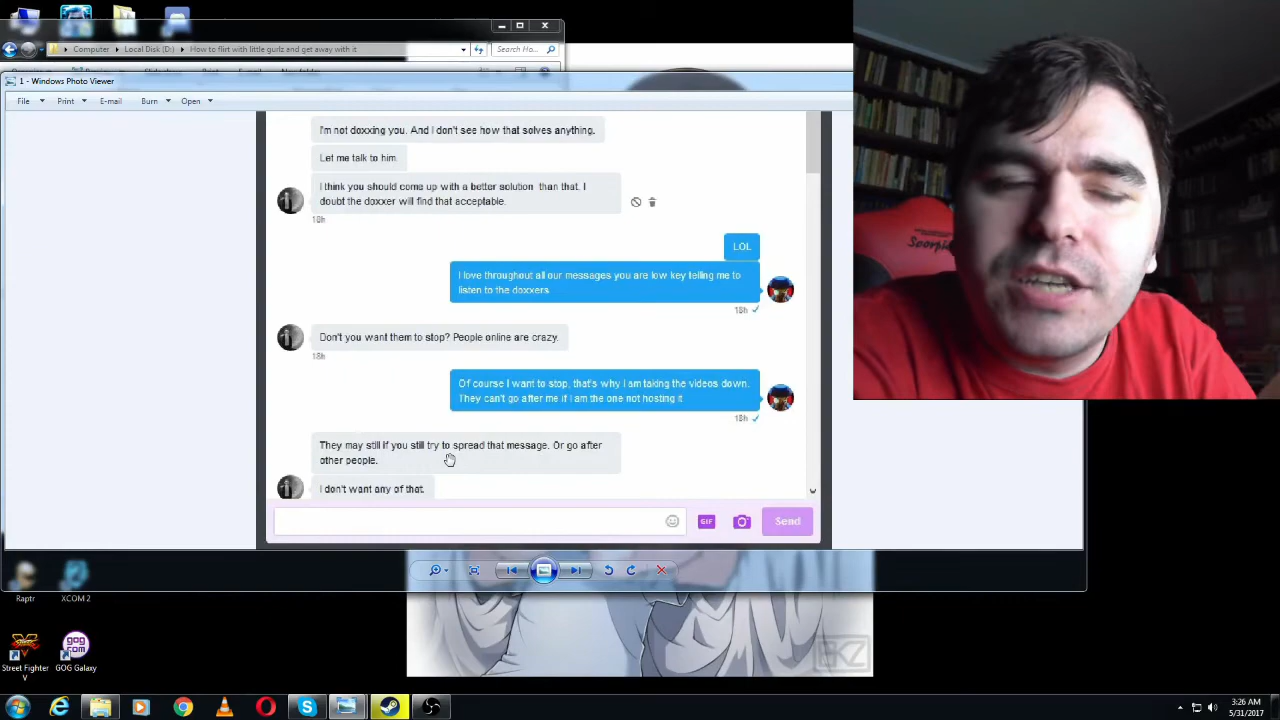 Computer
Local Disk (D:)
How to flirt with little gurlz and get away with it
Search Ho...
1 - Windows Photo Viewer
File
Print
E-mail
Burn
Open
I'm not doxxing you. And I don't see how that solves anything.
Let me talk to him
I think you should come up with a better solution than that. I
doubt the doxxer will find that acceptable.
18h
LOL
I love throughout all our messages you are low key telling me to
listen to the doxxers
18h
Don't you want them to stop? People online are crazy.
18h
Of course I want to stop, that's why I am taking the videos down.
They can't go after me if I am the one not hosting it
18h
They may still if you still try to spread that message. Or go after
other people.
I don't want any of that.
GIF
Send
Raptr
XCOM 2
gog
com
Street Fighter
V
GOG Galaxy
EKZ
3:26 AM
5/31/2017